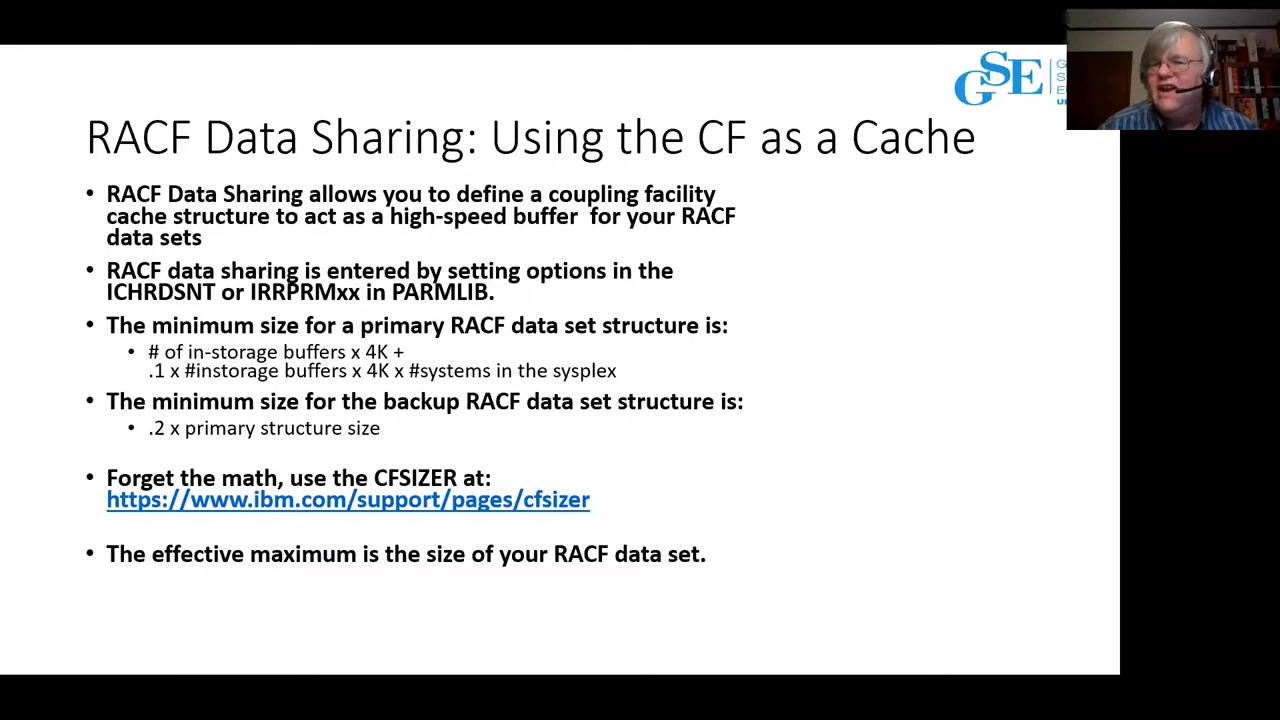 GSE
G
S
E
U
RACF Data Sharing: Using the CF as a Cache
• RACF Data Sharing allows you to define a coupling facility
cache structure to act as a high-speed buffer for your RACF
data sets
• RACF data sharing is entered by setting options in the
ICHRDSNT or IRRPRMxx in PARMLIB.
• The minimum size for a primary RACF data set structure is:
• # of in-storage buffers x 4K +
.1 x #instorage buffers x 4K x #systems in the sysplex
• The minimum size for the backup RACF data set structure is:
• .2 x primary structure size
• Forget the math, use the CFSIZER at:
https://www.ibm.com/support/pages/cfsizer
• The effective maximum is the size of your RACF data set.